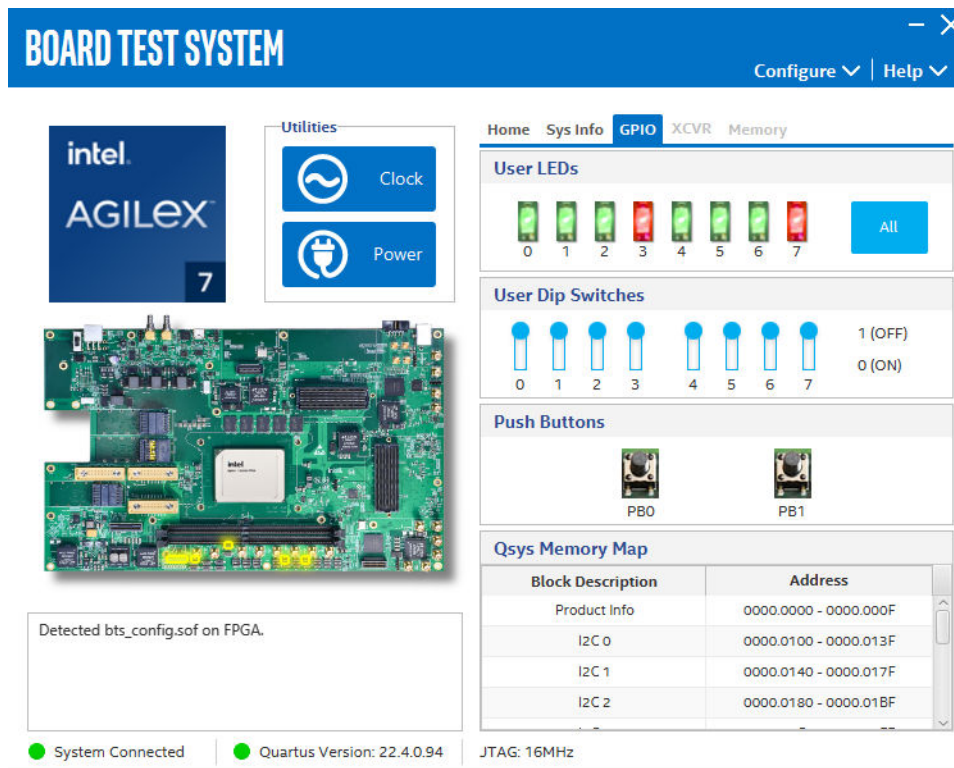 BOARD TEST SYSTEM
Configure
Help
intel.
AGILEX
7
Utilities
Clock
Power
Home Sys Info GPIO XCVR Memory
User LEDs
0 1 2 3 4 5 6 7
All
User Dip Switches
1 (OFF)
0 (ON)
0 1 2 3 4 5 6 7
Push Buttons
PB0 PB1
Qsys Memory Map
Block Description Address
Product Info 0000.0000 - 0000.000F
I2C 0 0000.0100 - 0000.013F
I2C 1 0000.0140 - 0000.017F
I2C 2 0000.0180 - 0000.01BF
intel
Detected bts_config.sof on FPGA.
System Connected
Quartus Version: 22.4.0.94
JTAG: 16MHz